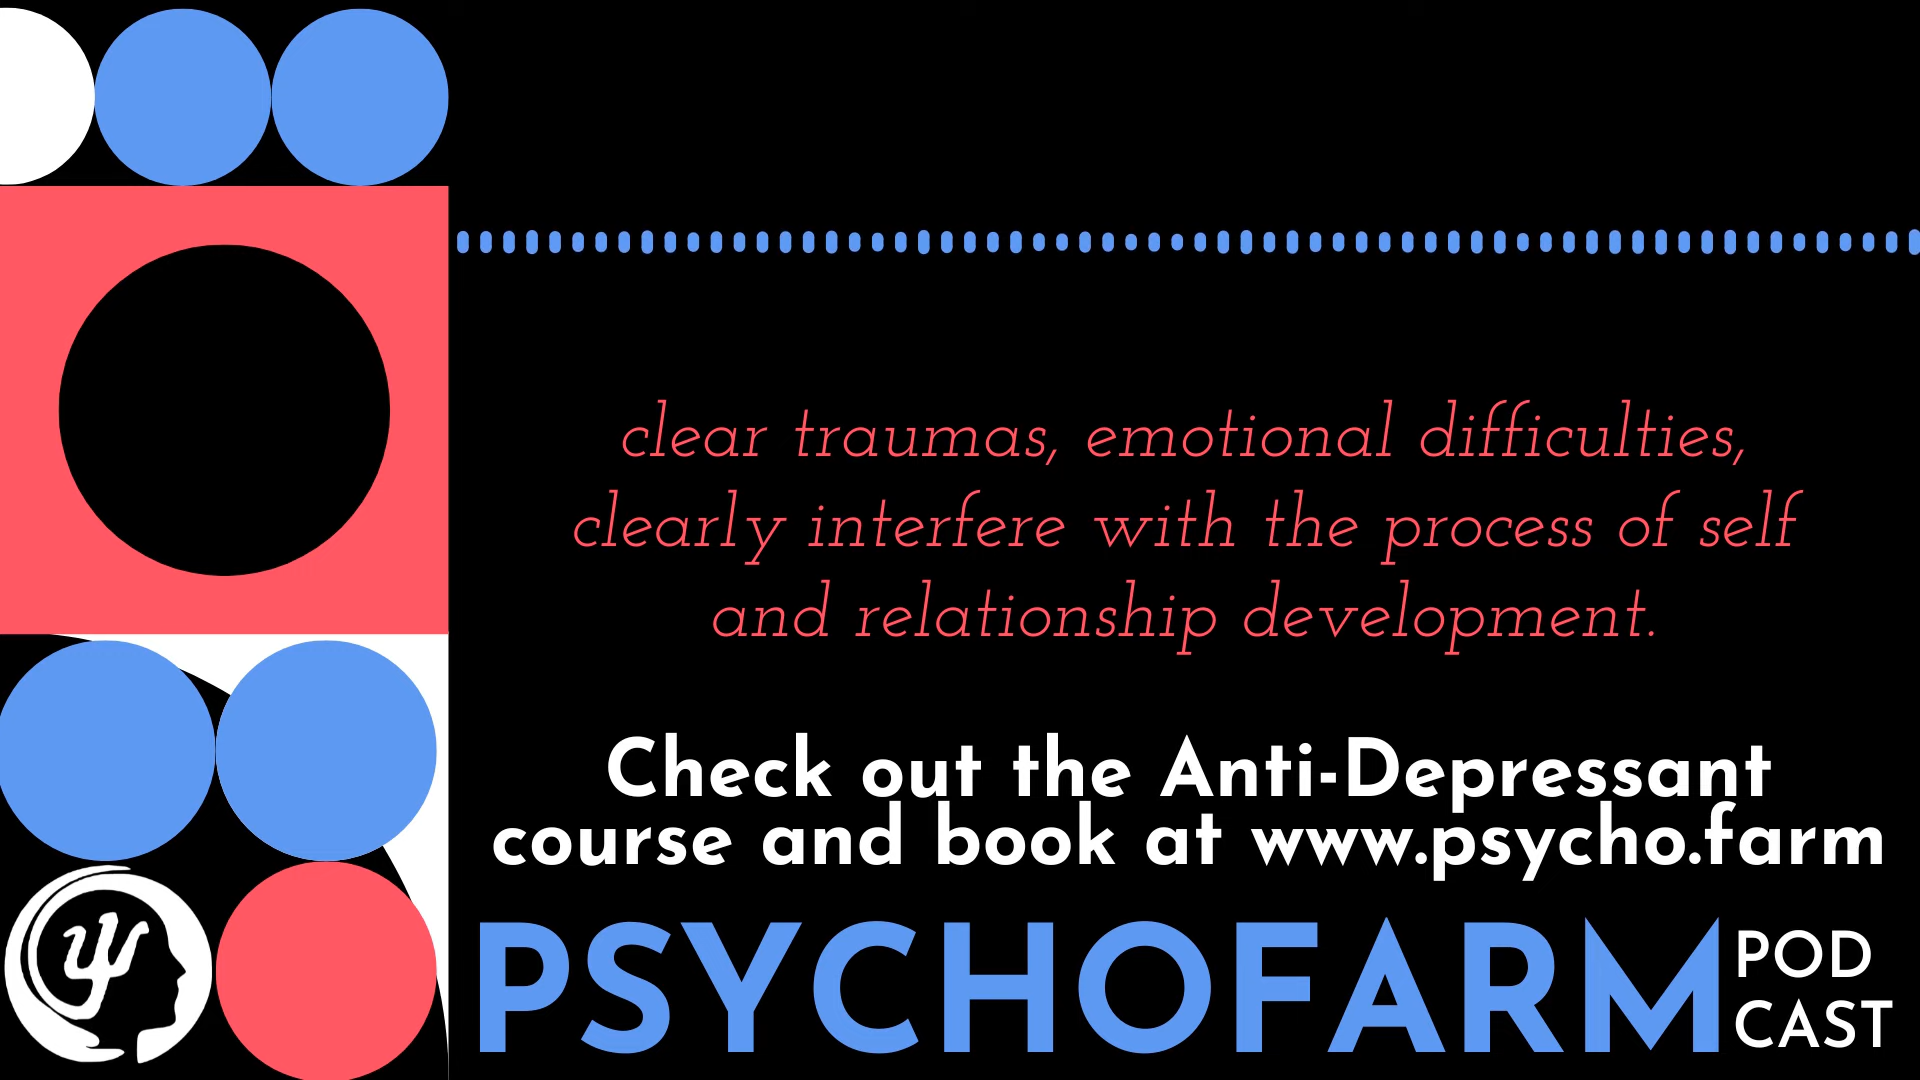 clear traumas, emotional difficulties,
clearly interfere with the process of self
and relationship development.
Check out the Anti-Depressant
course and book at www.psycho.farm
PSYCHOFARM
POD
CAST
ψ